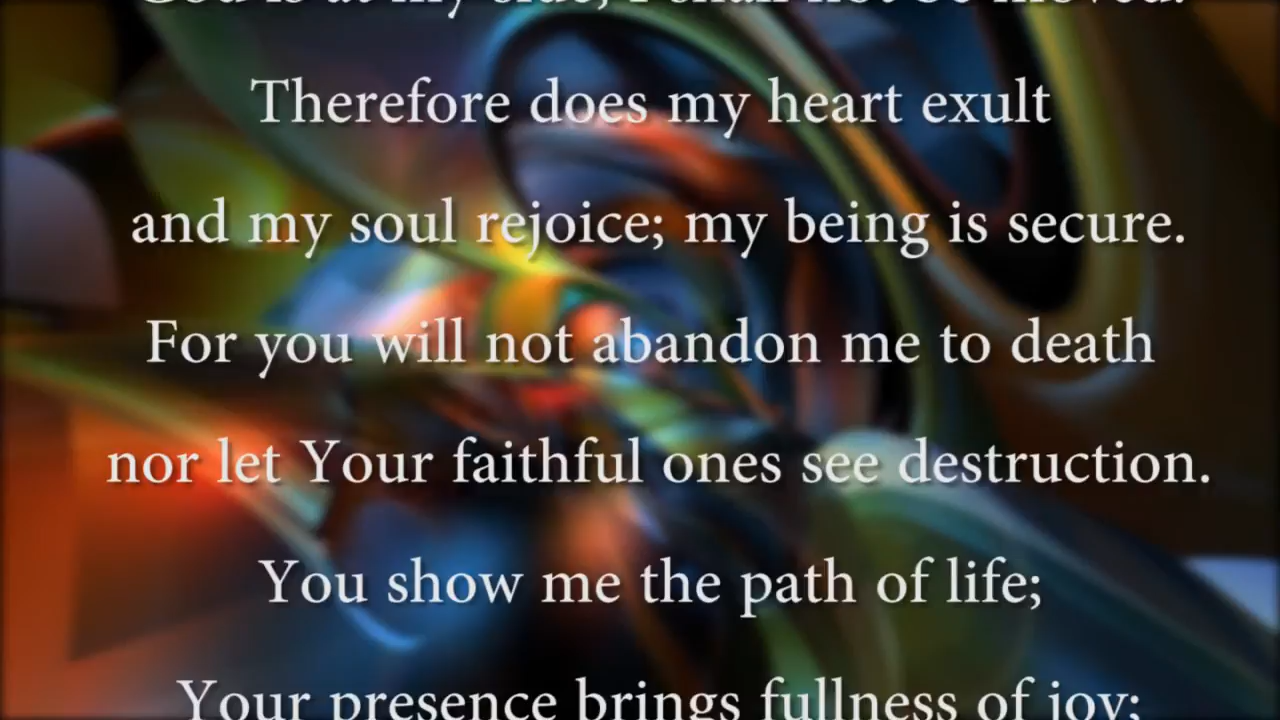 God is at my side, I shall not be moved.
Therefore does my heart exult
and my soul rejoice; my being is secure.
For you will not abandon me to death
nor let Your faithful ones see destruction.
You show me the path of life;
Your presence brings fullness of joy;